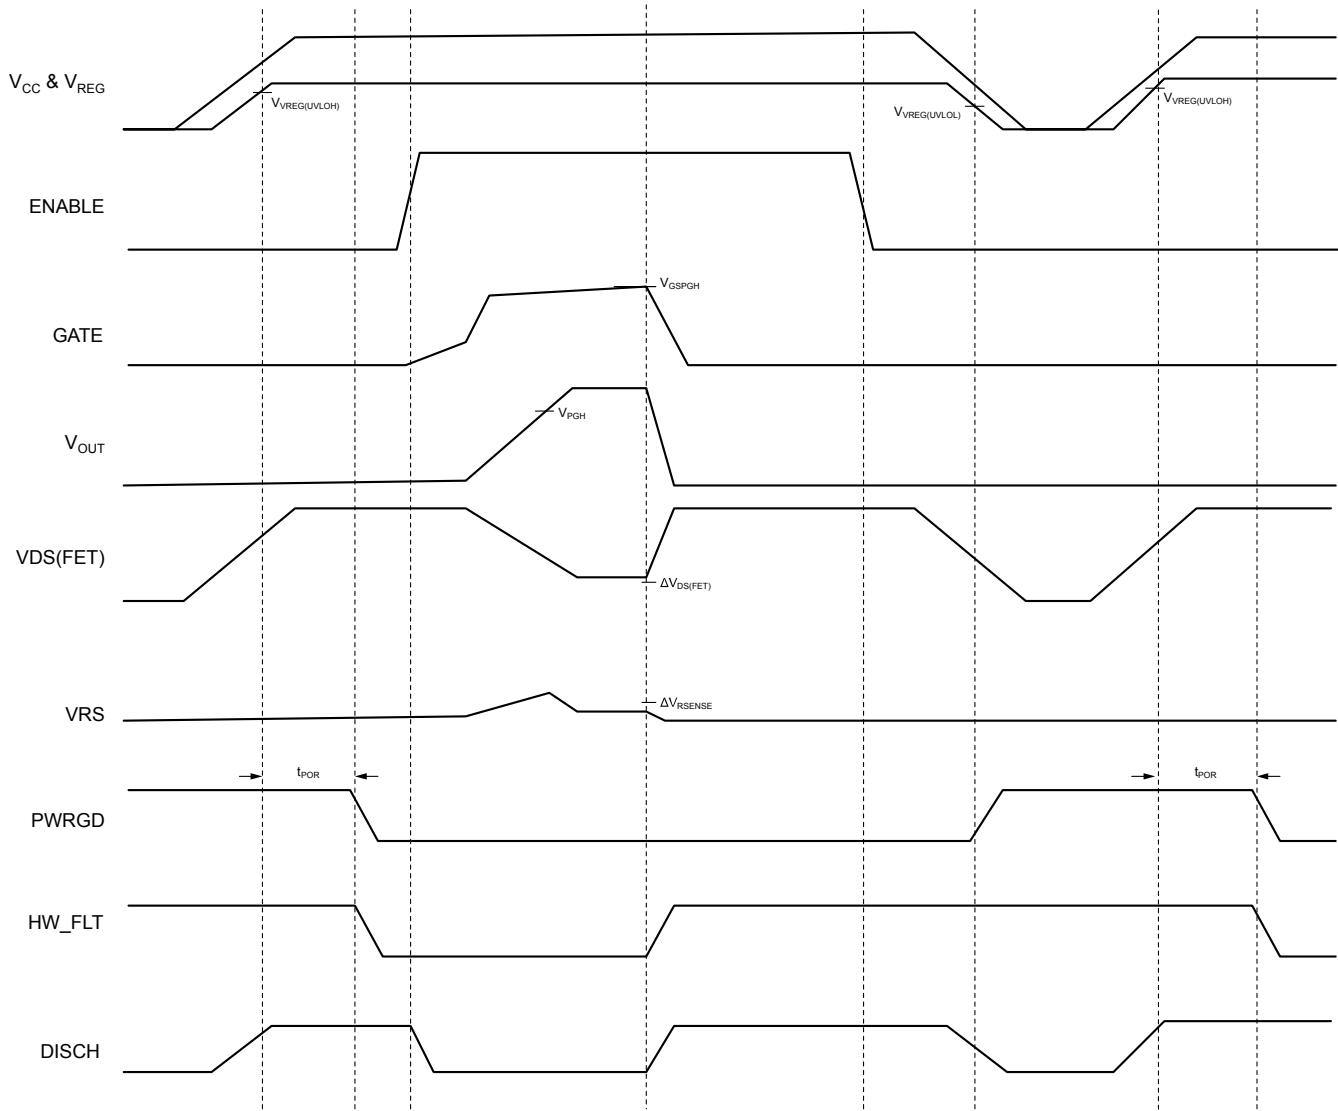 V_CC & V_REG
V_VREG(UVLOH)
V_VREG(UVLOL)
V_VREG(UVLOH)
ENABLE
V_GSPGH
GATE
V_PGH
V_OUT
VDS(FET)
ΔV_DS(FET)
ΔV_RSENSE
VRS
t_POR
t_POR
PWRGD
HW_FLT
DISCH